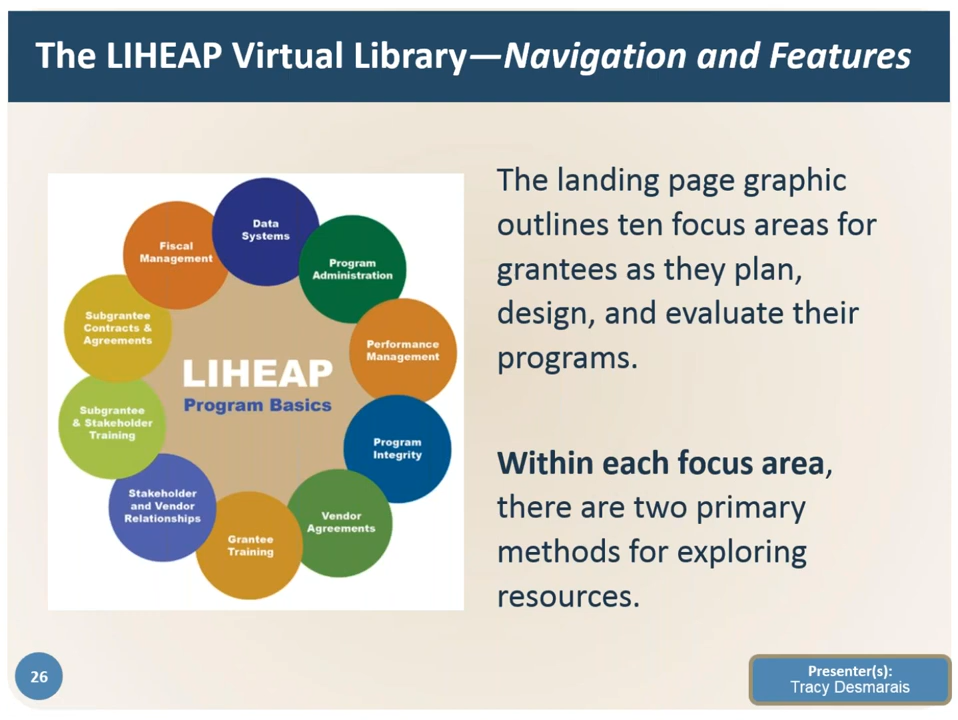 The LIHEAP Virtual Library—Navigation and Features
Data
Systems
Program
Administration
Performance
Management
Program
Integrity
Vendor
Agreements
Grantee
Training
Stakeholder
and Vendor
Relationships
Subgrantee
& Stakeholder
Training
Subgrantee
Contracts &
Agreements
Fiscal
Management
LIHEAP
Program Basics
The landing page graphic
outlines ten focus areas for
grantees as they plan,
design, and evaluate their
programs.
Within each focus area,
there are two primary
methods for exploring
resources.
26
Presenter(s):
Tracy Desmarais